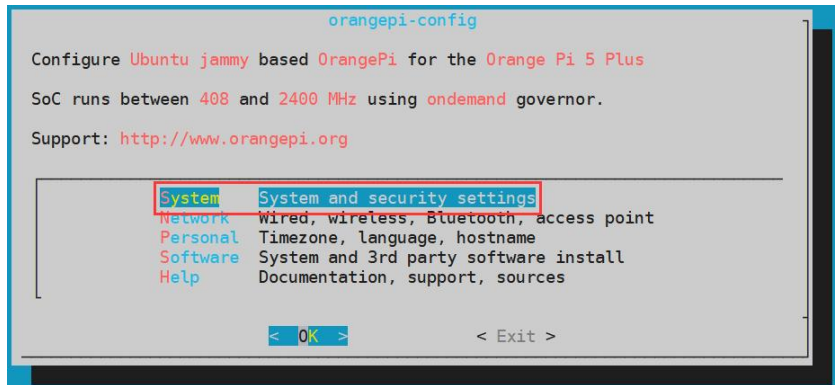 orangepi-config
Configure Ubuntu jammy based OrangePi for the Orange Pi 5 Plus
SoC runs between 408 and 2400 MHz using ondemand governor.
Support: http://www.orangepi.org
System System and security settings
Network Wired, wireless, Bluetooth, access point
Personal Timezone, language, hostname
Software System and 3rd party software install
Help Documentation, support, sources
< OK > < Exit >